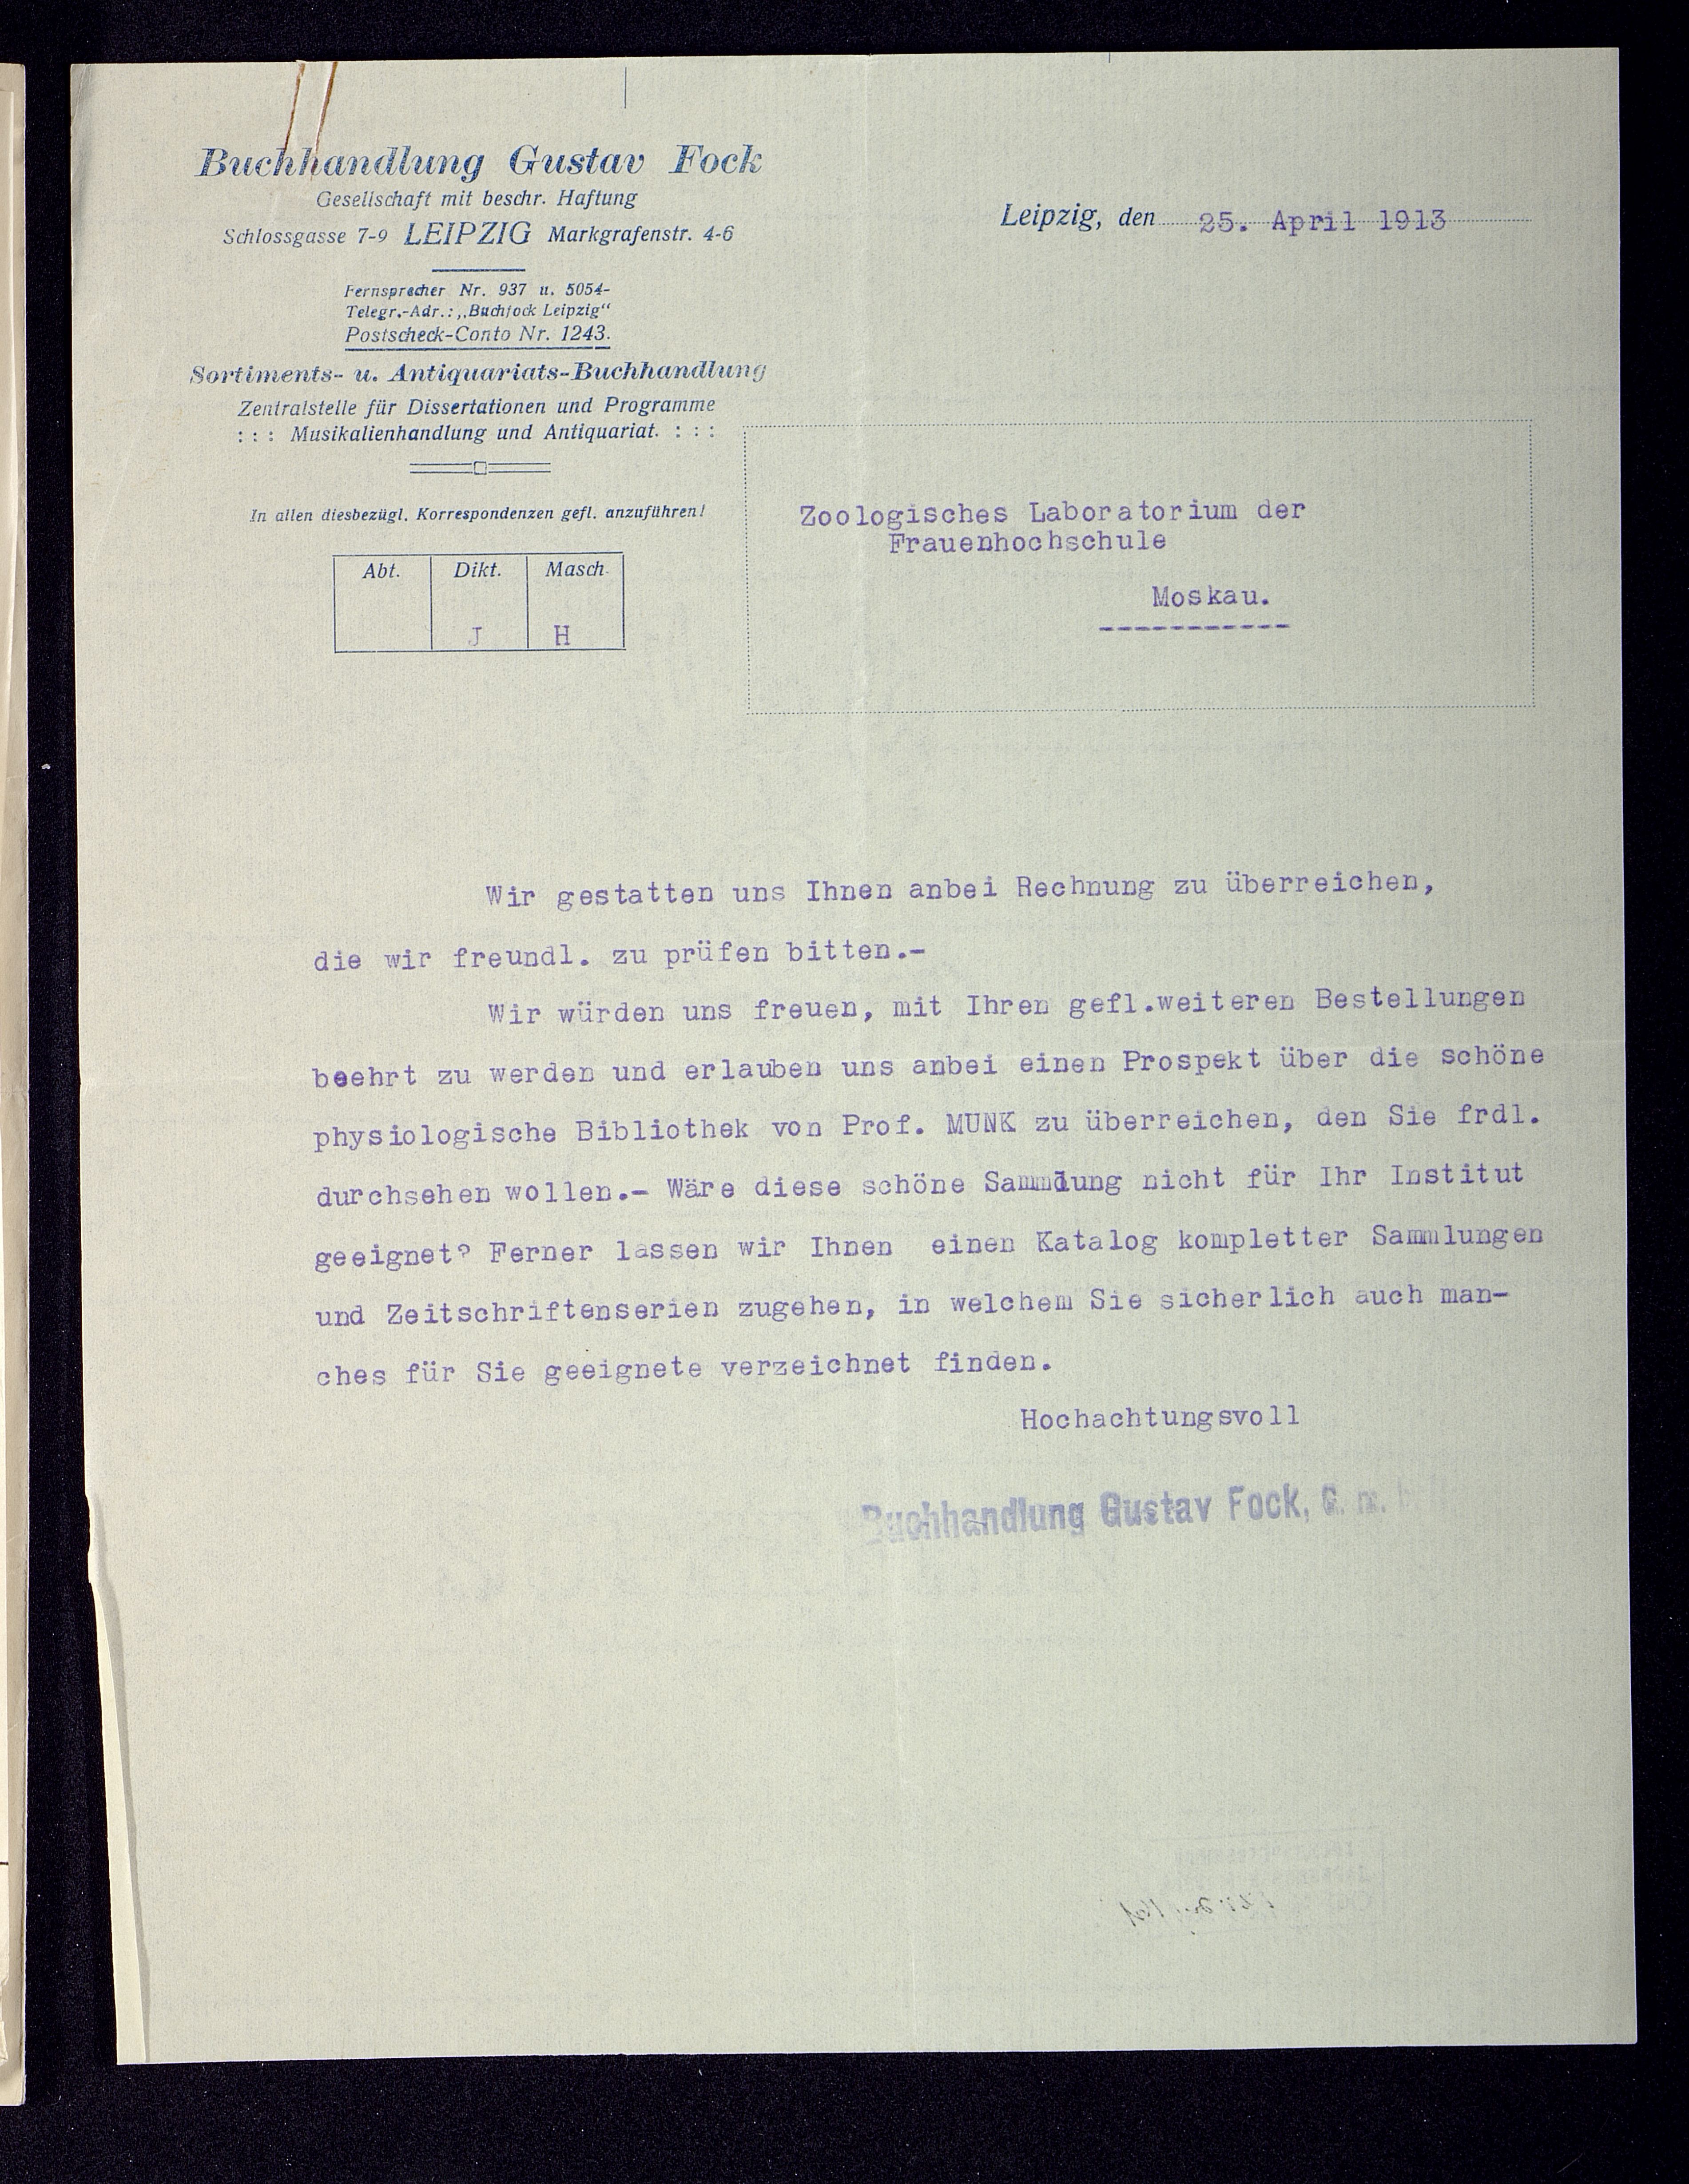 Buchhandlung Gustav Fock
Gesellschaft mit beschr. Haftung
Schlossgasse 7-9 LEIPZIG Markgrafenstr. 4-6
Leipzig, den 25. April 1913
Fernsprecher Nr. 937 u. 5054-
Telegr.-Adr.: „Buchfock Leipzig“
Postscheck-Conto Nr. 1243.
Sortiments- u. Antiquariats-Buchhandlung
Zentralstelle für Dissertationen und Programme
: : : Musikalienhandlung und Antiquariat. : : :
In allen diesbezügl. Korrespondenzen gefl. anzuführen!
Abt. Dikt. Masch.
J H
Zoologisches Laboratorium der
Frauenhochschule
Moskau.
Wir gestatten uns Ihnen anbei Rechnung zu überreichen,
die wir freundl. zu prüfen bitten.-
Wir würden uns freuen, mit Ihren gefl.weiteren Bestellungen
beehrt zu werden und erlauben uns anbei einen Prospekt über die schöne
physiologische Bibliothek von Prof. MUNK zu überreichen, den Sie frdl.
durchsehen wollen.- Wäre diese schöne Sammlung nicht für Ihr Institut
geeignet? Ferner lassen wir Ihnen einen Katalog kompletter Sammlungen
und Zeitschriftenserien zugehen, in welchem Sie sicherlich auch man-
ches für Sie geeignete verzeichnet finden.
Hochachtungsvoll
Buchhandlung Gustav Fock, G. m.